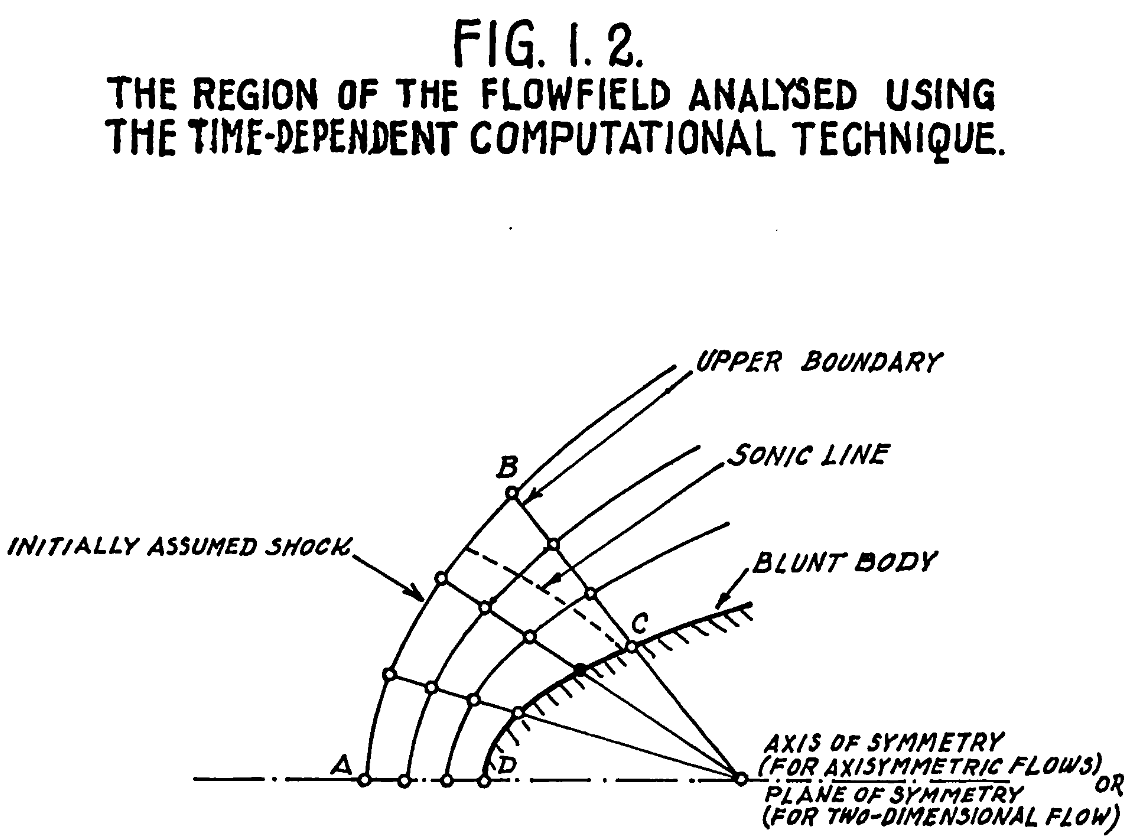 FIG. 1. 2.
THE REGION OF THE FLOWFIELD ANALYSED USING
THE TIME-DEPENDENT COMPUTATIONAL TECHNIQUE.
UPPER BOUNDARY
SONIC LINE
B
INITIALLY ASSUMED SHOCK
BLUNT BODY
C
A
D
AXIS OF SYMMETRY
(FOR AXISYMMETRIC FLOWS)
OR
PLANE OF SYMMETRY
(FOR TWO-DIMENSIONAL FLOW)